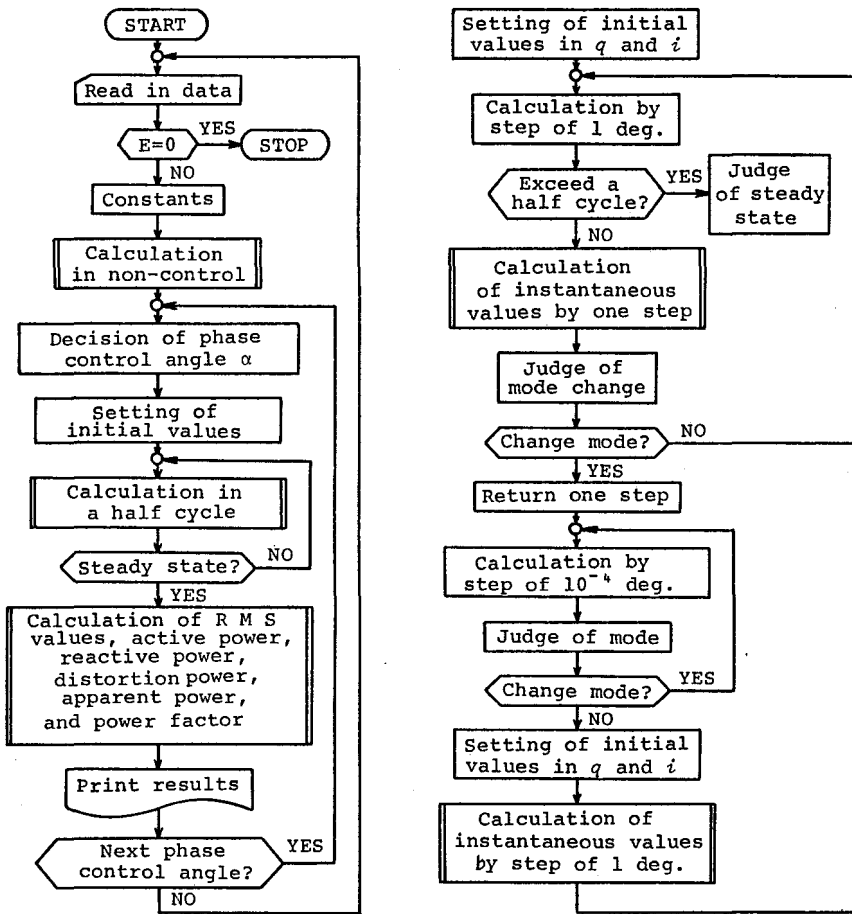 START
Read in data
E=0
YES
STOP
NO
Constants
Calculation
in non-control
Decision of phase
control angle α
Setting of
initial values
Calculation in
a half cycle
Steady state?
NO
YES
Calculation of R M S
values, active power,
reactive power,
distortion power,
apparent power,
and power factor
Print results
Next phase
control angle?
YES
NO
Setting of initial
values in q and i
Calculation by
step of 1 deg.
Exceed a
half cycle?
YES
Judge
of steady
state
NO
Calculation
of instantaneous
values by one step
Judge of
mode change
Change mode?
NO
YES
Return one step
Calculation by
step of 10⁻⁴ deg.
Judge of mode
Change mode?
YES
NO
Setting of initial
values in q and i
Calculation of
instantaneous values
by step of 1 deg.